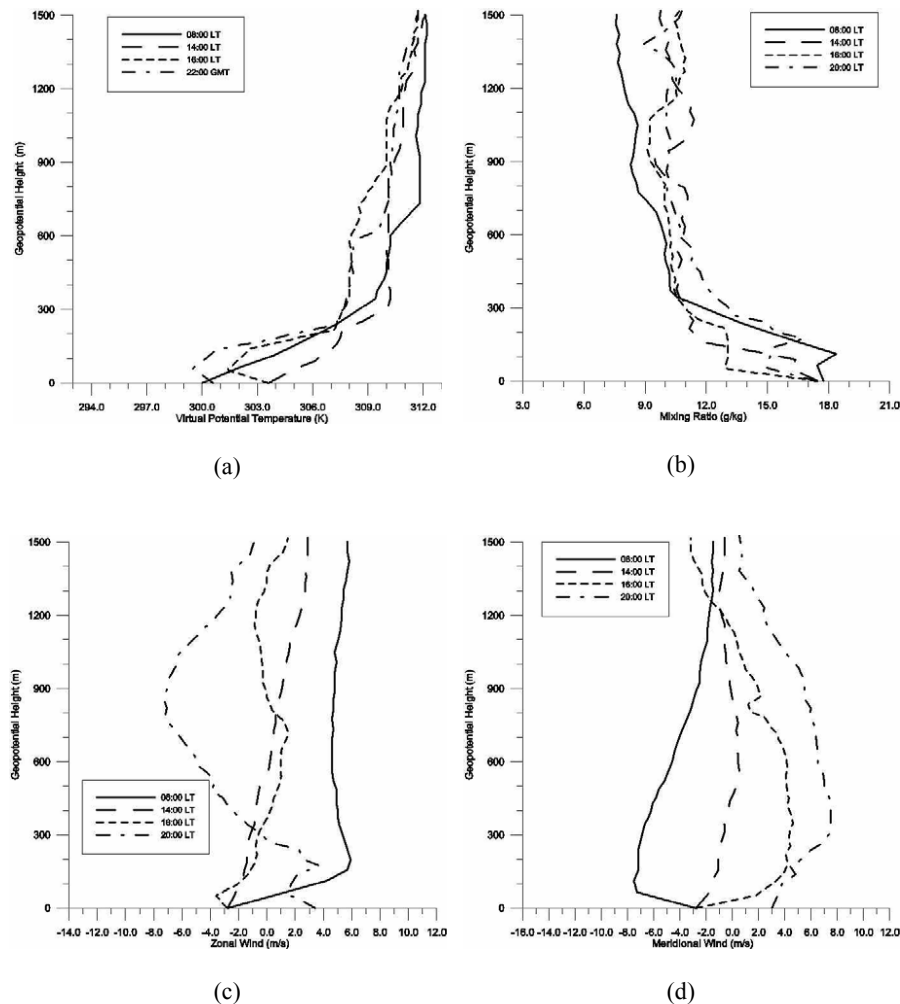 1500
1200
900
600
300
0
Geopotential Height (m)
08:00 LT
14:00 LT
16:00 LT
22:00 GMT
294.0 297.0 300.0 303.0 306.0 309.0 312.0
Virtual Potential Temperature (K)
(a)
1500
1200
900
600
300
0
Geopotential Height (m)
08:00 LT
14:00 LT
16:00 LT
20:00 LT
3.0 6.0 9.0 12.0 15.0 18.0 21.0
Mixing Ratio (g/kg)
(b)
1500
1200
900
600
300
0
Geopotential Height (m)
08:00 LT
14:00 LT
LT
20:00 LT
-14.0 -12.0 -10.0 -8.0 -6.0 -4.0 -2.0 0.0 2.0 4.0 6.0 8.0 10.0
Zonal Wind (m/s)
(c)
1500
1200
900
600
300
0
Geopotential Height (m)
08:00 LT
14:00 LT
16:00 LT
20:00 LT
-16.0 -14.0 -12.0 -10.0 -8.0 -6.0 -4.0 -2.0 0.0 2.0 4.0 6.0 8.0 10.0 12.0
Meridional Wind (m/s)
(d)